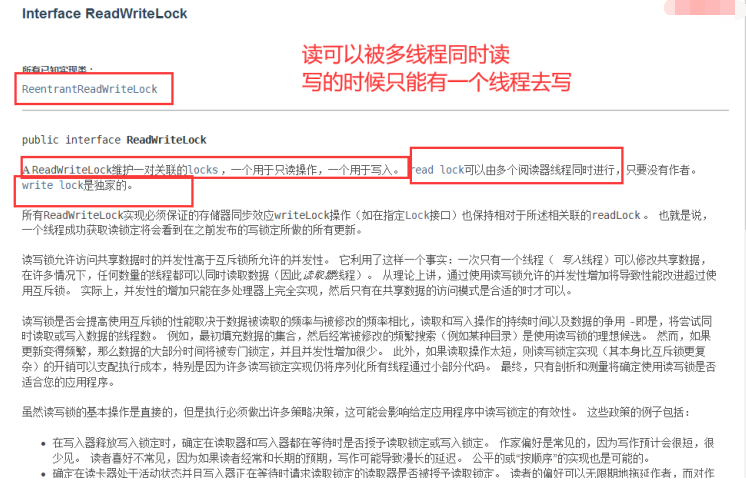 Interface ReadWriteLock
所有已知实现类：
读可以被多线程同时读
写的时候只能有一个线程去写
ReentrantReadWriteLock
public interface ReadWriteLock
A ReadWriteLock维护一对关联的locks ，一个用于只读操作，一个用于写入。 read lock可以由多个阅读器线程同时进行，只要没有作者。
write lock是独家的。
所有ReadWriteLock实现必须保证的存储器同步效应writeLock操作（如在指定Lock接口）也保持相对于所述相关联的readLock 。 也就是说，
一个线程成功获取读锁定将会看到在之前发布的写锁定所做的所有更新。
读写锁允许访问共享数据时的并发性高于互斥锁所允许的并发性。 它利用了这样一个事实：一次只有一个线程（ 写入线程）可以修改共享数据，
在许多情况下，任何数量的线程都可以同时读取数据（因此读取器线程）。 从理论上讲，通过使用读写锁允许的并发性增加将导致性能改进超过使
用互斥锁。 实际上，并发性的增加只能在多处理器上完全实现，然后只有在共享数据的访问模式是合适的时才可以。
读写锁是否会提高使用互斥锁的性能取决于数据被读取的频率与被修改的频率相比，读取和写入操作的持续时间以及数据的争用 -即是，将尝试同
时读取或写入数据的线程数。 例如，最初填充数据的集合，然后经常被修改的频繁搜索（例如某种目录）是使用读写锁的理想候选。 然而，如果
更新变得频繁，那么数据的大部分时间将被专门锁定，并且并发性增加很少。 此外，如果读取操作太短，则读写锁定实现（其本身比互斥锁更复
杂）的开销可以支配执行成本，特别是因为许多读写锁定实现仍将序列化所有线程通过小部分代码。 最终，只有剖析和测量将确定使用读写锁是否
适合您的应用程序。
虽然读写锁的基本操作是直接的，但是执行必须做出许多策略决策，这可能会影响给定应用程序中读写锁定的有效性。 这些政策的例子包括：
• 在写入器释放写入锁定时，确定在读取器和写入器都在等待时是否授予读取锁定或写入锁定。 作家偏好是常见的，因为写作预计会很短，很
少见。 读者喜好不常见，因为如果读者经常和长期的预期，写作可能导致漫长的延迟。 公平的或“按顺序”的实现也是可能的。
• 确定在读卡器处于活动状态并且写入器正在等待时请求读取锁定的读取器是否被授予读取锁定。 读者的偏好可以无限期地拖延作者，而对作